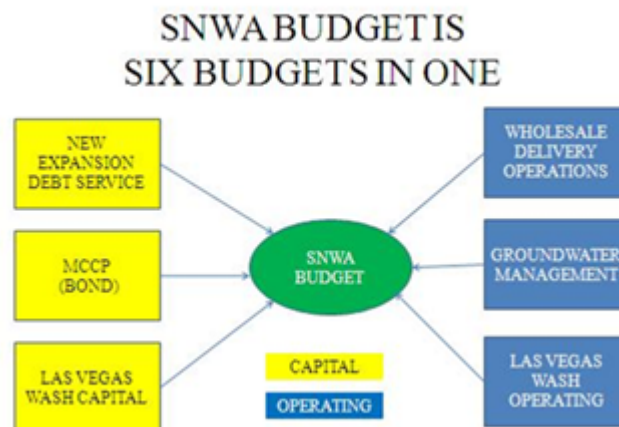 SNWA BUDGET IS
SIX BUDGETS IN ONE
NEW
EXPANSION
DEBT SERVICE
MCCP
(BOND)
LAS VEGAS
WASH CAPITAL
SNWA
BUDGET
CAPITAL
OPERATING
WHOLESALE
DELIVERY
OPERATIONS
GROUNDWATER
MANAGEMENT
LAS VEGAS
WASH
OPERATING